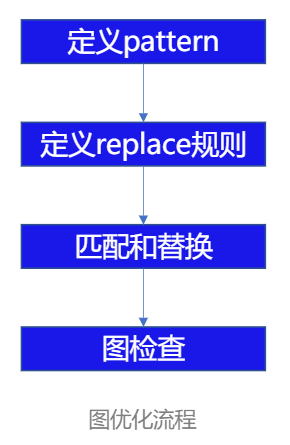 定义pattern
定义replace规则
匹配和替换
图检查
图优化流程